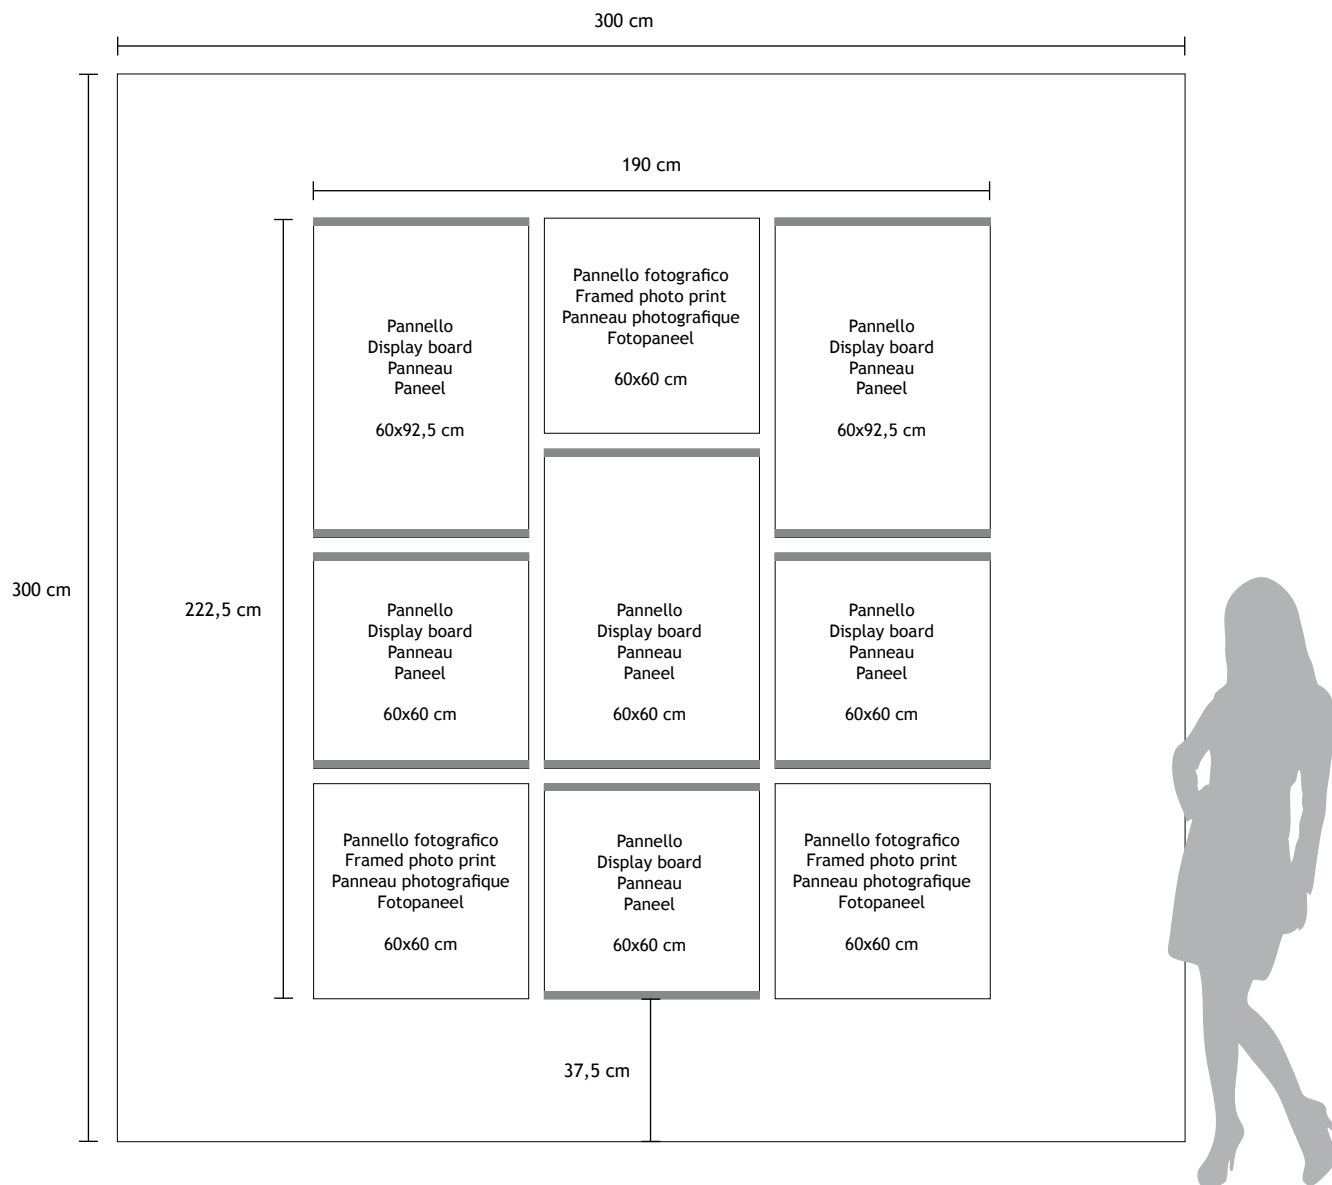 300 cm
190 cm
Pannello
Display board
Panneau
Paneel
60x92,5 cm
Pannello fotografico
Framed photo print
Panneau photografique
Fotopaneel
60x60 cm
Pannello
Display board
Panneau
Paneel
60x92,5 cm
300 cm
222,5 cm
Pannello
Display board
Panneau
Paneel
60x60 cm
Pannello
Display board
Panneau
Paneel
60x60 cm
Pannello
Display board
Panneau
Paneel
60x60 cm
Pannello fotografico
Framed photo print
Panneau photografique
Fotopaneel
60x60 cm
Pannello
Display board
Panneau
Paneel
60x60 cm
Pannello fotografico
Framed photo print
Panneau photografique
Fotopaneel
60x60 cm
37,5 cm